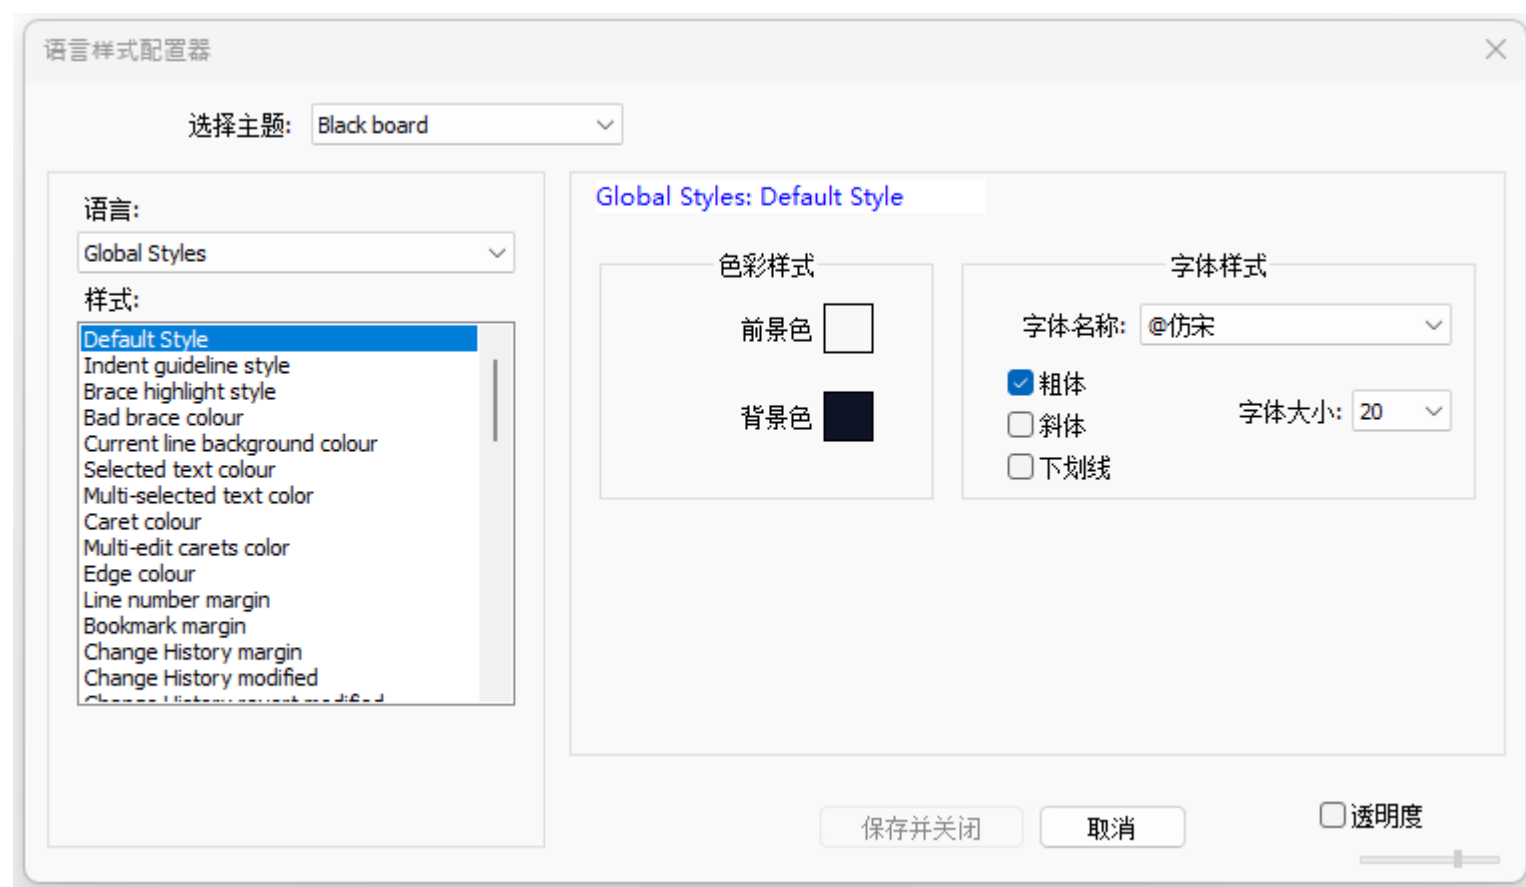 语言样式配置器
选择主题: Black board
语言:
Global Styles
样式:
Default Style
Indent guideline style
Brace highlight style
Bad brace colour
Current line background colour
Selected text colour
Multi-selected text color
Caret colour
Multi-edit carets color
Edge colour
Line number margin
Bookmark margin
Change History margin
Change History modified
Change History revert modified
Global Styles: Default Style
色彩样式
前景色
背景色
字体样式
字体名称: @仿宋
粗体
斜体
下划线
字体大小: 20
保存并关闭
取消
透明度